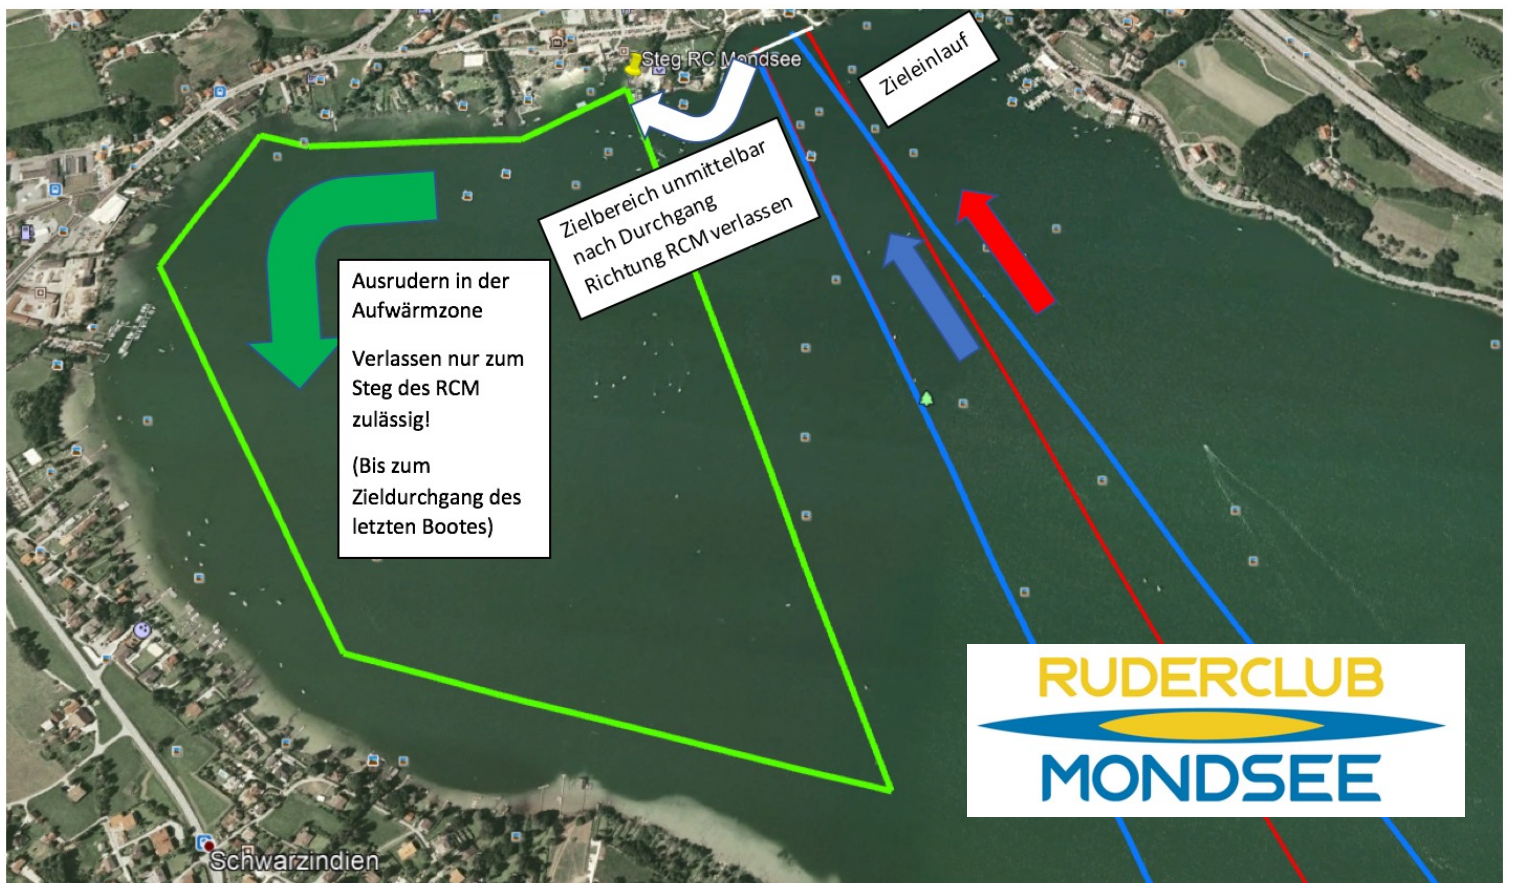 Steg RC Mondsee
Zieleinlauf
Zielbereich unmittelbar
nach Durchgang
Richtung RCM verlassen
Ausrudern in der
Aufwärmzone
Verlassen nur zum
Steg des RCM
zulässig!
(Bis zum
Zieldurchgang des
letzten Bootes)
RUDERCLUB
MONDSEE
Schwarzindien